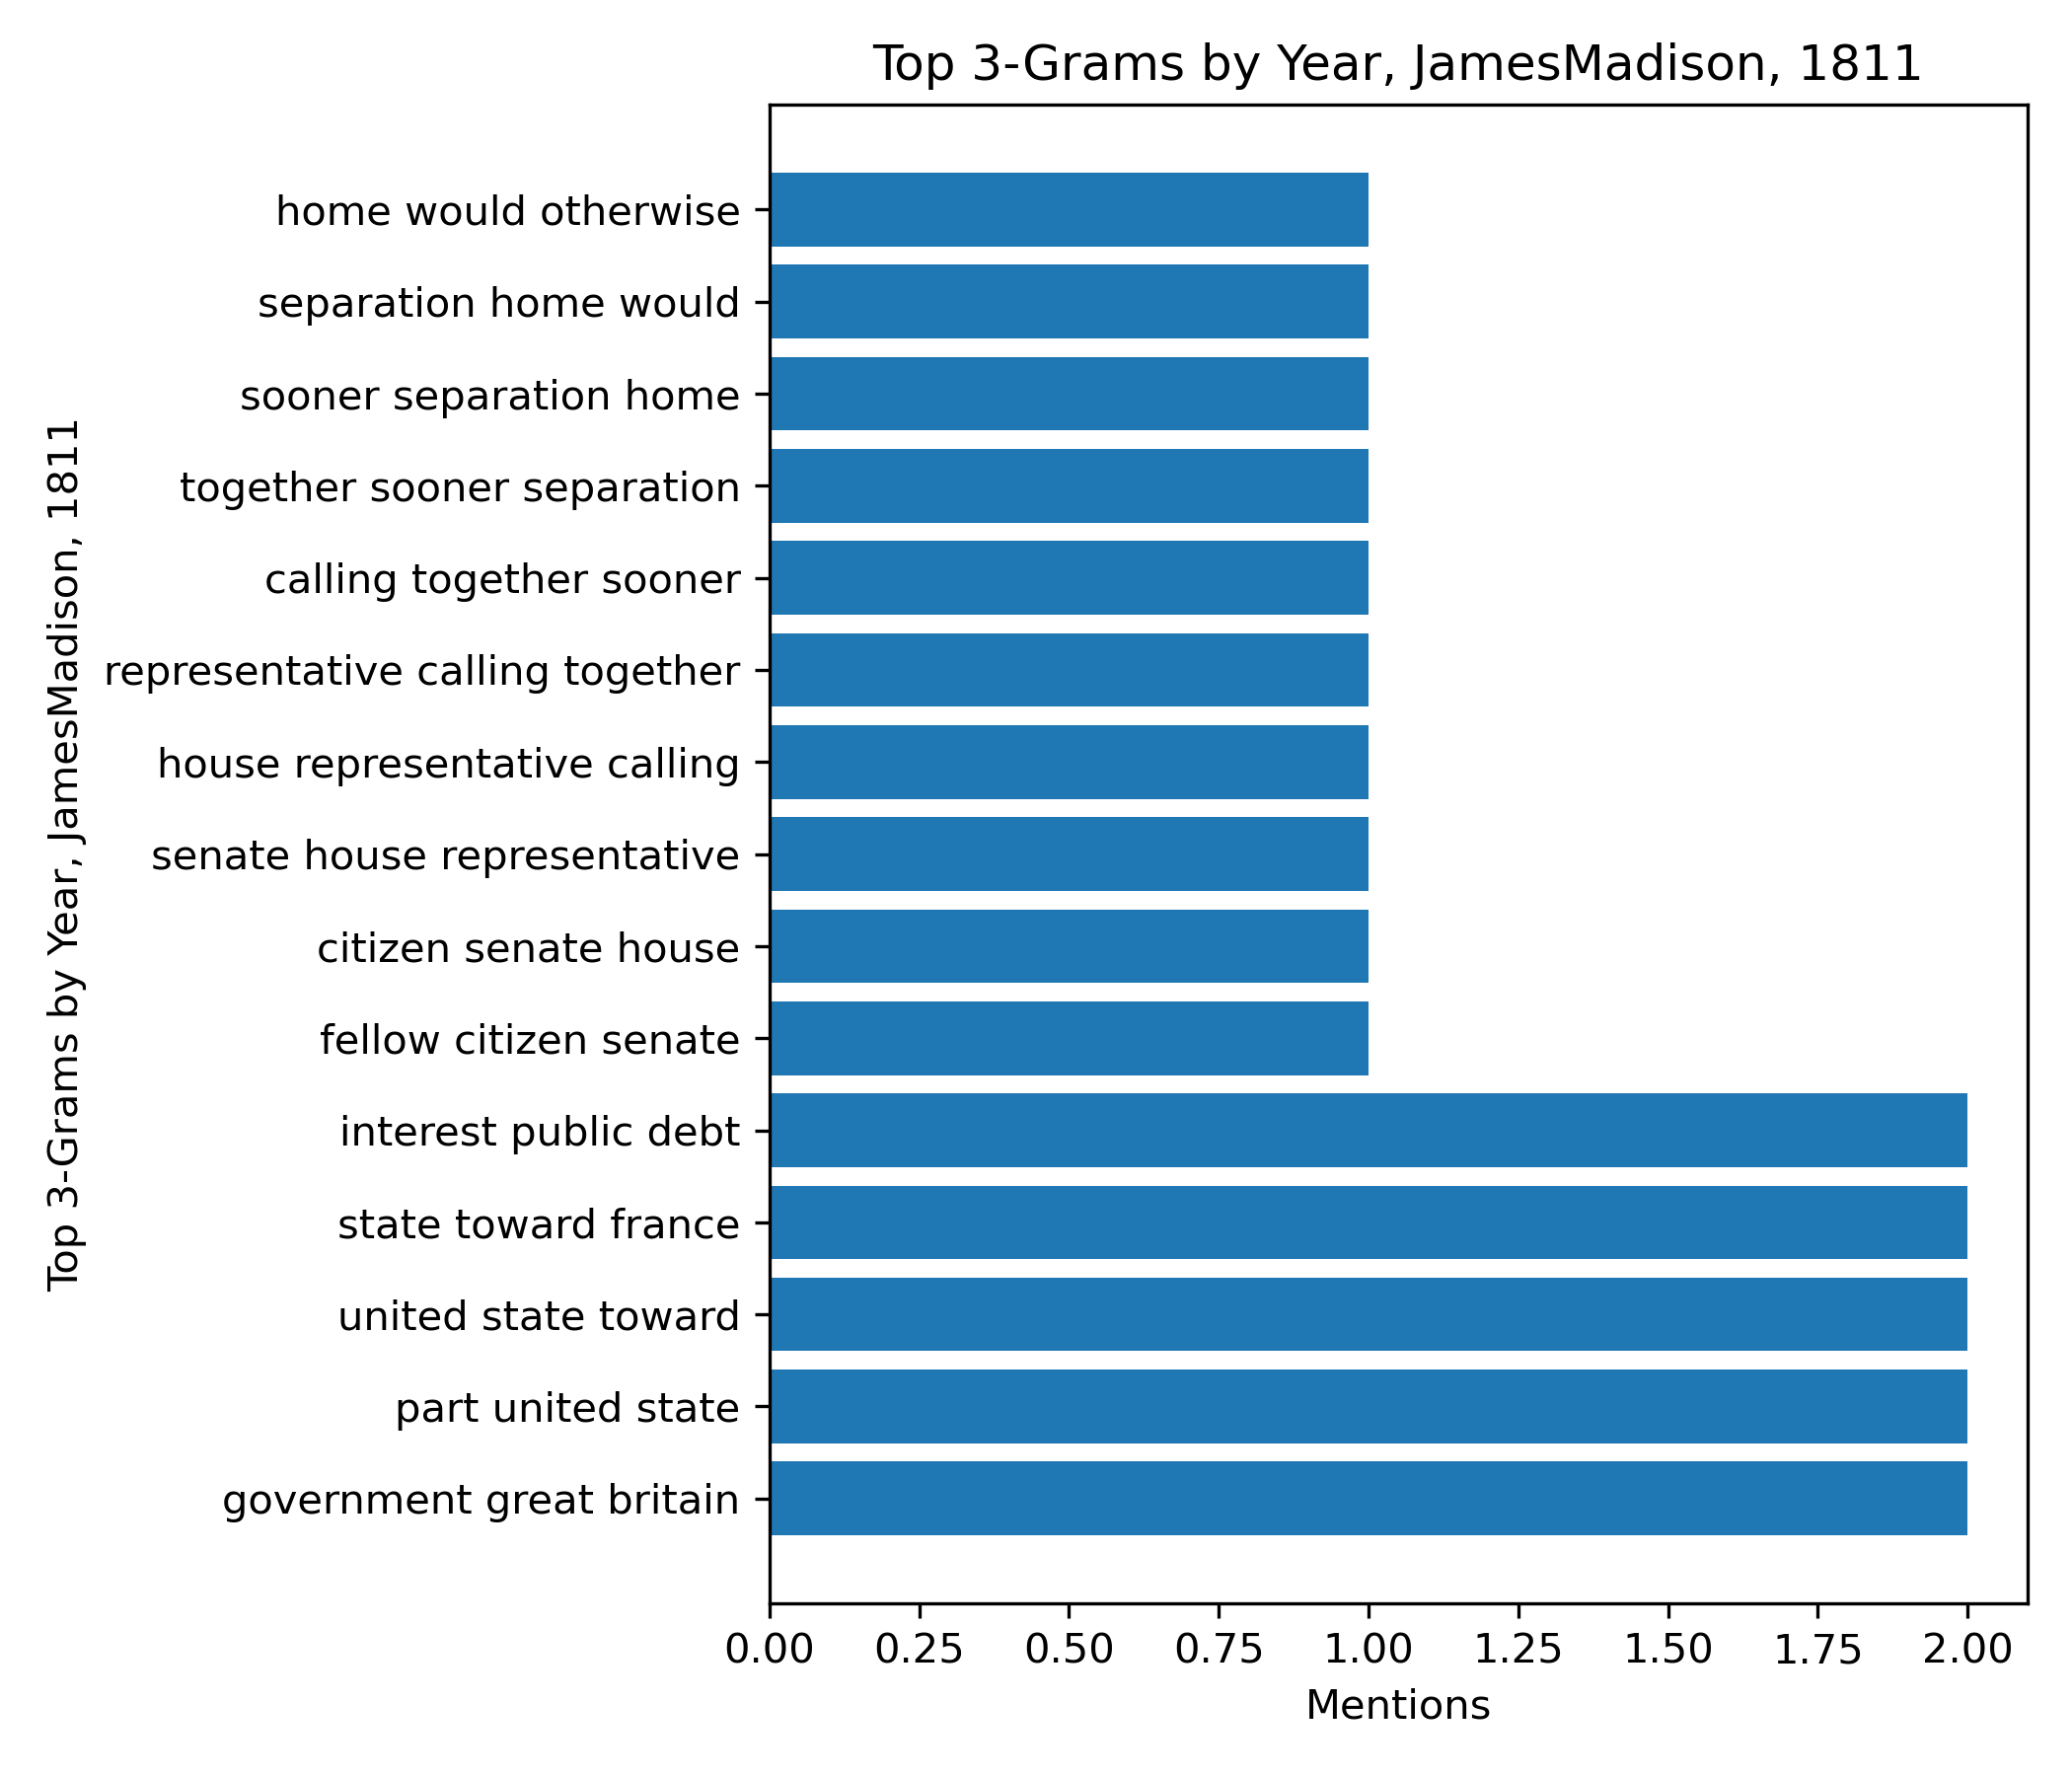 Top 3-Grams by Year, JamesMadison, 1811
Top 3-Grams by Year, JamesMadison, 1811
home would otherwise
separation home would
sooner separation home
together sooner separation
calling together sooner
representative calling together
house representative calling
senate house representative
citizen senate house
fellow citizen senate
interest public debt
state toward france
united state toward
part united state
government great britain
0.00 0.25 0.50 0.75 1.00 1.25 1.50 1.75 2.00
Mentions